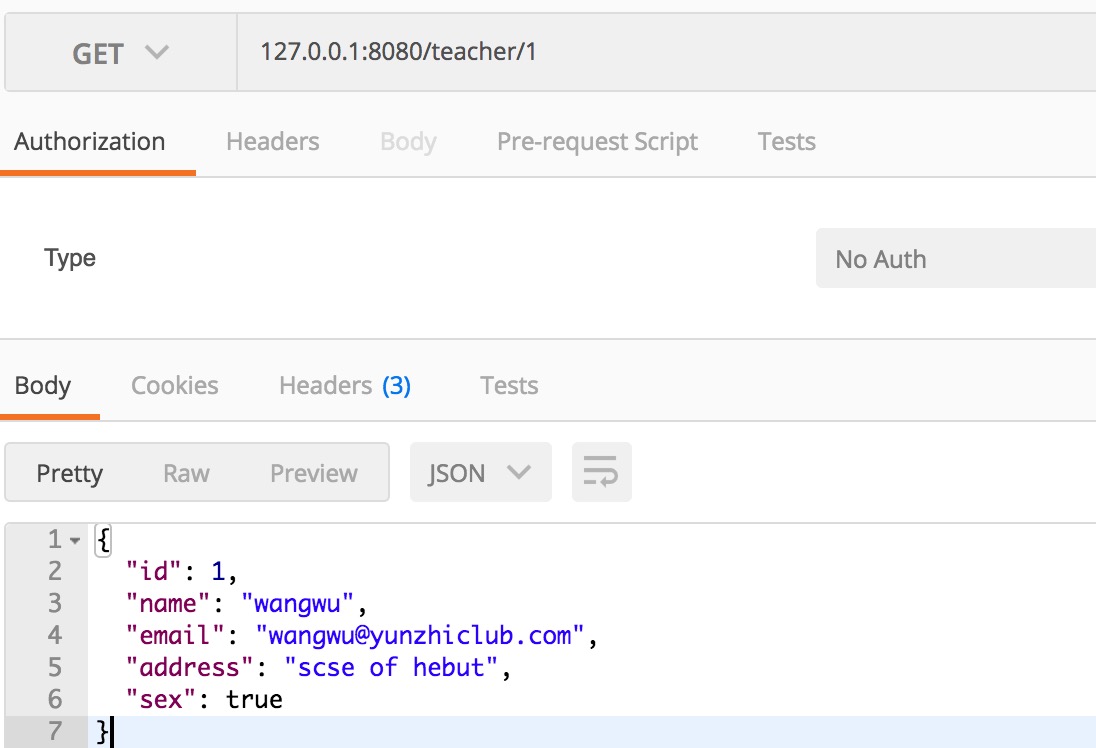 GET 127.0.0.1:8080/teacher/1
Authorization Headers Body Pre-request Script Tests
Type No Auth
Body Cookies Headers (3) Tests
Pretty Raw Preview JSON
1 {
2 "id": 1,
3 "name": "wangwu",
4 "email": "wangwu@yunzhiclub.com",
5 "address": "scse of hebut",
6 "sex": true
7 }